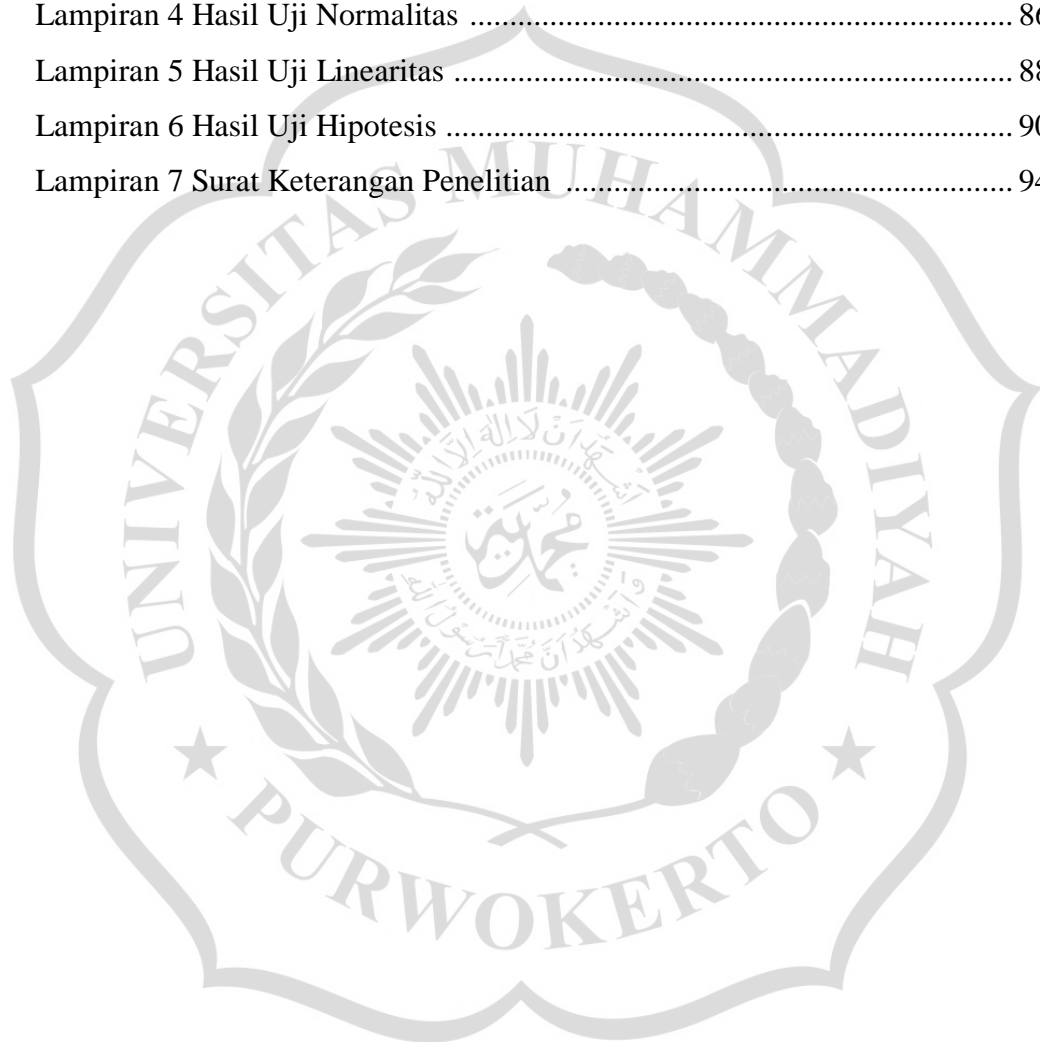 Lampiran 4 Hasil Uji Normalitas ................................................................. 86
Lampiran 5 Hasil Uji Linearitas ................................................................... 88
Lampiran 6 Hasil Uji Hipotesis .................................................................... 90
Lampiran 7 Surat Keterangan Penelitian ...................................................... 94
UNIVERSITAS MUHAMMADIYAH
PURWOKERTO